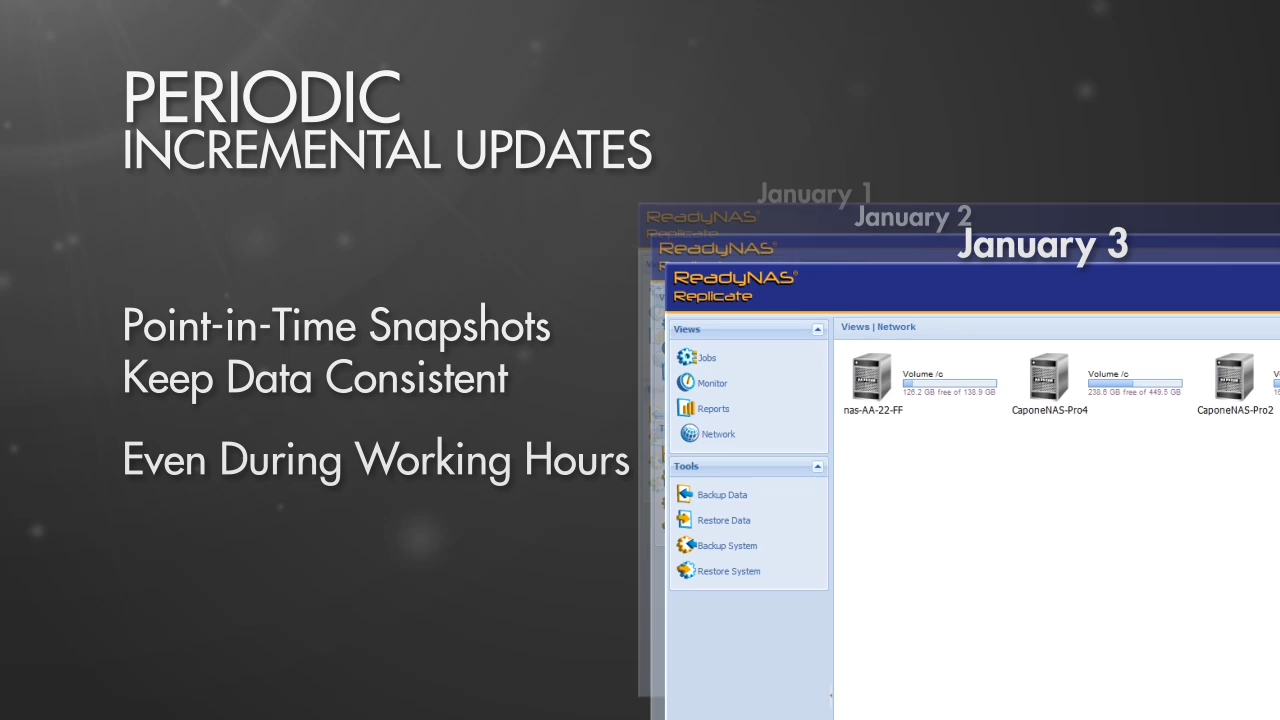 PERIODIC
INCREMENTAL UPDATES
Point-in-Time Snapshots
Keep Data Consistent
Even During Working Hours
January 1
January 2
January 3
ReadyNAS
Replicate
ReadyNAS
ReadyNAS®
Replicate
Views
Jobs
Monitor
Reports
Network
Tools
Backup Data
Restore Data
Backup System
Restore System
Views | Network
Volume /c
126.2 GB free of 138.9 GB
nas-AA-22-FF
Volume /c
238.6 GB free of 449.5 GB
CaponeNAS-Pro4
CaponeNAS-Pro2